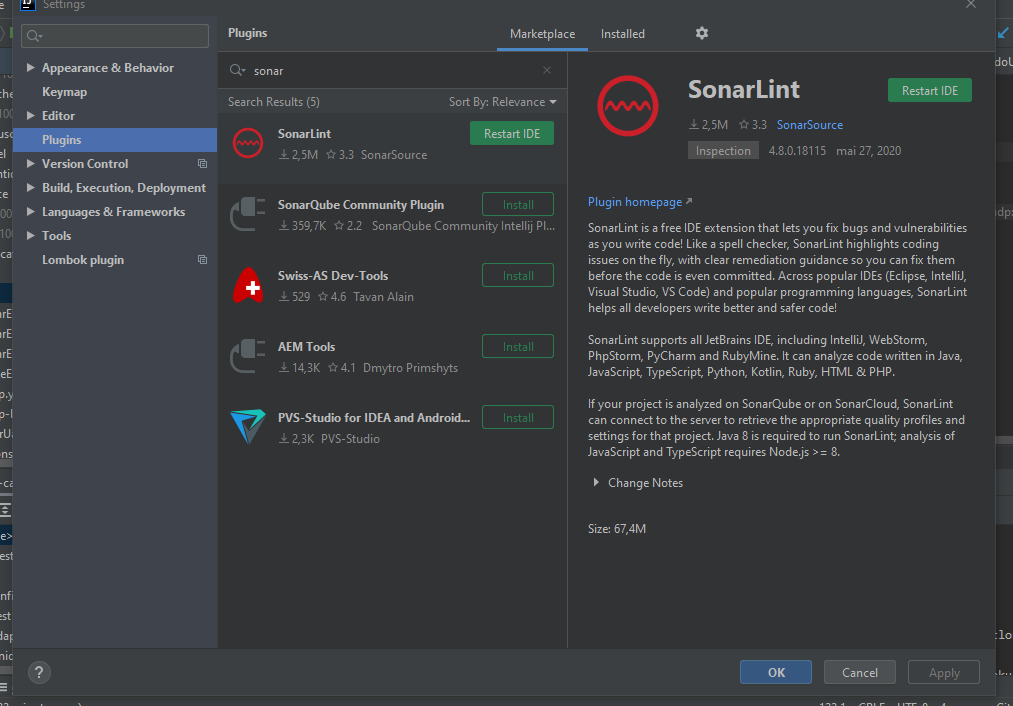 Settings
Plugins
Marketplace
Installed
Appearance & Behavior
Keymap
Editor
Plugins
Version Control
Build, Execution, Deployment
Languages & Frameworks
Tools
Lombok plugin
sonar
Search Results (5)
Sort By: Relevance
SonarLint
Restart IDE
2,5M 3.3 SonarSource
SonarQube Community Plugin
Install
359,7K 2.2 SonarQube Community Intellij Pl...
Swiss-AS Dev-Tools
Install
529 4.6 Tavan Alain
AEM Tools
Install
14,3K 4.1 Dmytro Primshyts
PVS-Studio for IDEA and Android...
Install
2,3K PVS-Studio
SonarLint
Restart IDE
2,5M 3.3 SonarSource
Inspection 4.8.0.18115 mai 27, 2020
Plugin homepage
SonarLint is a free IDE extension that lets you fix bugs and vulnerabilities
as you write code! Like a spell checker, SonarLint highlights coding
issues on the fly, with clear remediation guidance so you can fix them
before the code is even committed. Across popular IDEs (Eclipse, IntelliJ,
Visual Studio, VS Code) and popular programming languages, SonarLint
helps all developers write better and safer code!
SonarLint supports all JetBrains IDE, including IntelliJ, WebStorm,
PhpStorm, PyCharm and RubyMine. It can analyze code written in Java,
JavaScript, TypeScript, Python, Kotlin, Ruby, HTML & PHP.
If your project is analyzed on SonarQube or on SonarCloud, SonarLint
can connect to the server to retrieve the appropriate quality profiles and
settings for that project. Java 8 is required to run SonarLint; analysis of
JavaScript and TypeScript requires Node.js >= 8.
Change Notes
Size: 67,4M
?
OK
Cancel
Apply